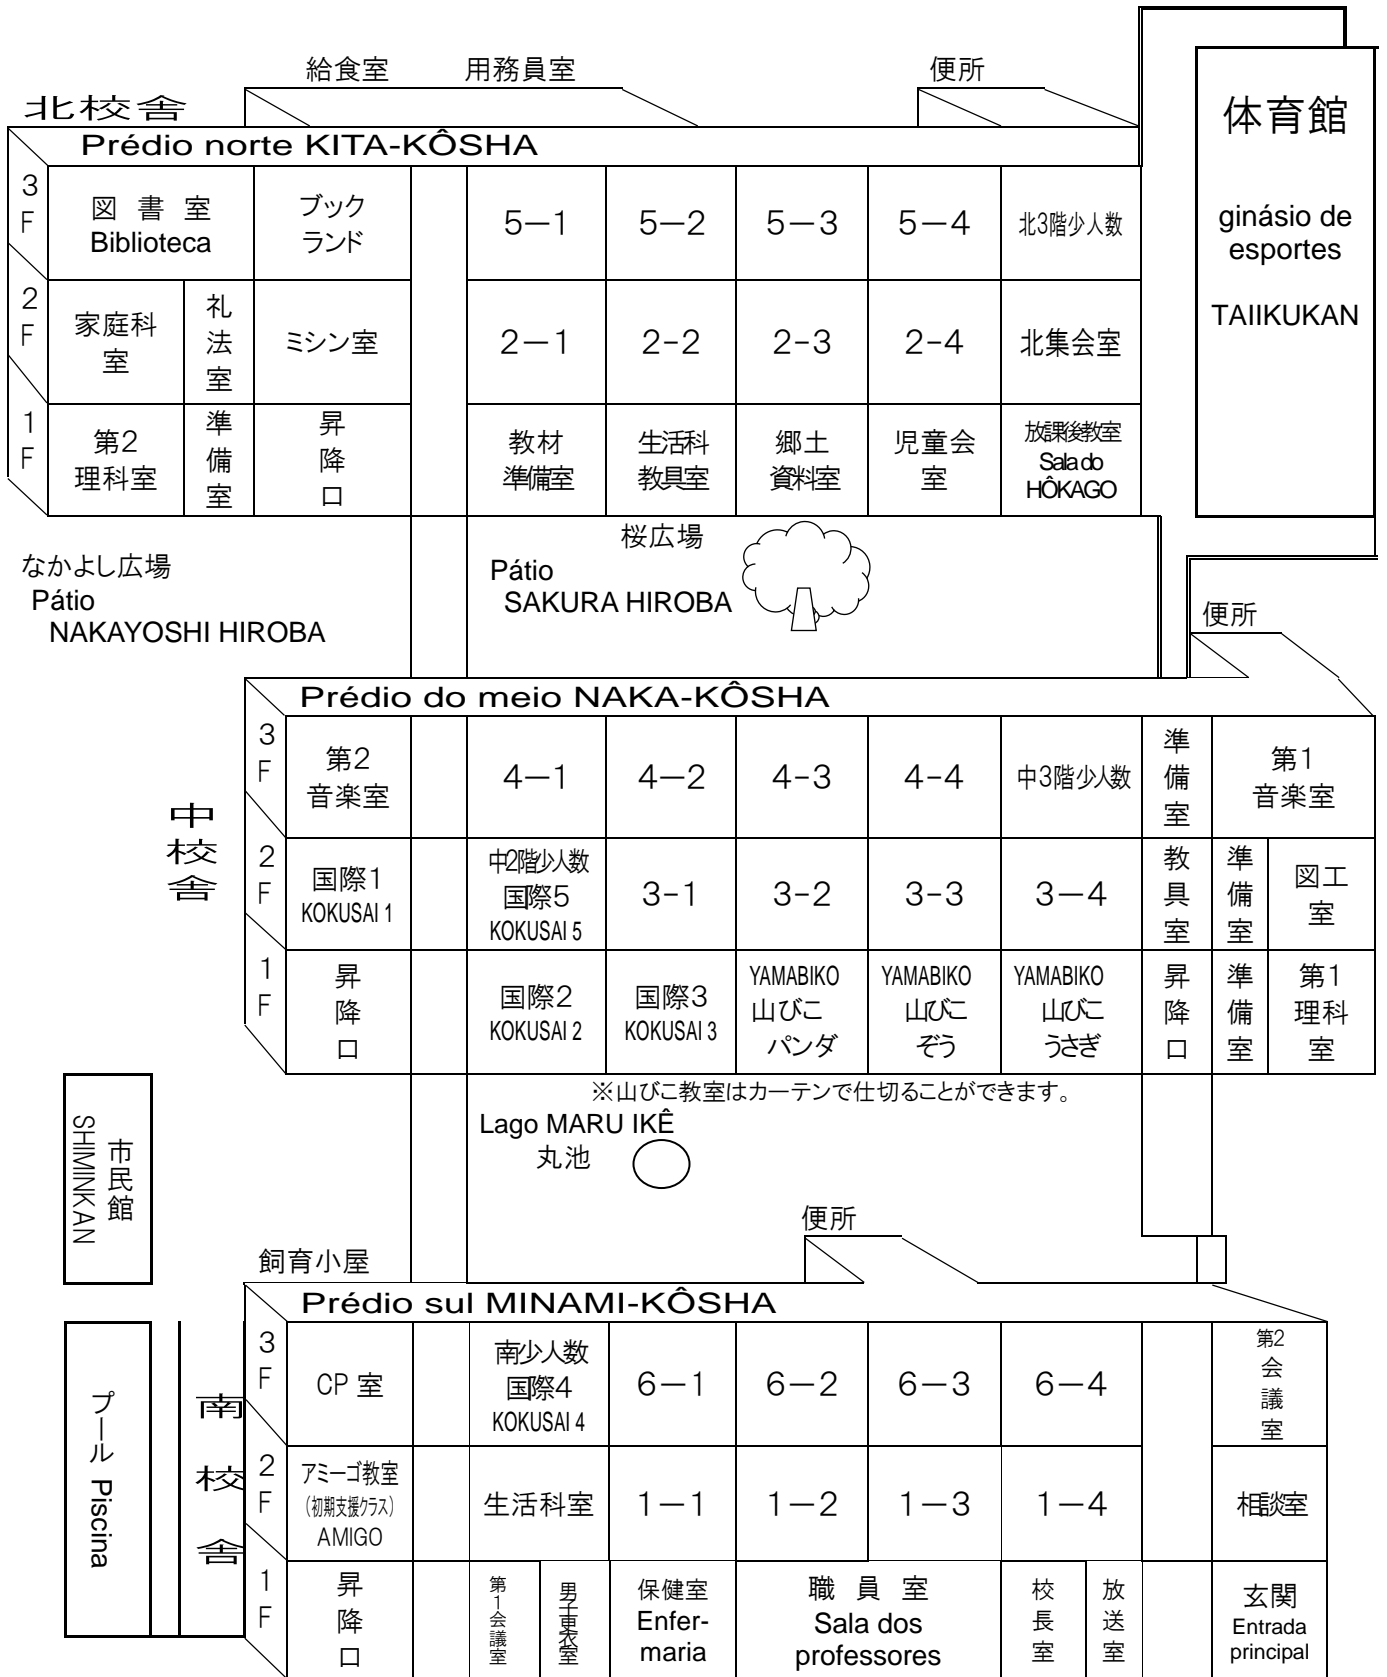 給食室 用務員室 便所
北校舎
Prédio norte KITA-KÔSHA
体育館
ginásio de
esportes
TAIIKUKAN
3
F
図 書 室
Biblioteca
ブック
ランド
5－1
5－2
5－3
5－4
北3階少人数
2
F
家庭科
室
礼
法
室
ミシン室
2－1
2-2
2-3
2-4
北集会室
1
F
第2
理科室
準
備
室
昇
降
口
教材
準備室
生活科
教具室
郷土
資料室
児童会
室
放課後教室
Sala do
HÔKAGO
なかよし広場
Pátio
NAKAYOSHI HIROBA
桜広場
Pátio
SAKURA HIROBA
便所
Prédio do meio NAKA-KÔSHA
中
校
舎
3
F
第2
音楽室
4－1
4－2
4-3
4-4
中3階少人数
準
備
室
第1
音楽室
2
F
国際1
KOKUSAI 1
中2階少人数
国際5
KOKUSAI 5
3-1
3-2
3-3
3－4
教
具
室
準
備
室
図工
室
1
F
昇
降
口
国際2
KOKUSAI 2
国際3
KOKUSAI 3
YAMABIKO
山びこ
パンダ
YAMABIKO
山びこ
ぞう
YAMABIKO
山びこ
うさぎ
昇
降
口
準
備
室
第1
理科
室
※山びこ教室はカーテンで仕切ることができます。
Lago MARU IKÊ
丸池
市民館
SHIMINKAN
便所
飼育小屋
Prédio sul MINAMI-KÔSHA
プール Piscina
南
校
舎
3
F
CP 室
南少人数
国際4
KOKUSAI 4
6－1
6－2
6－3
6－4
第2
会
議
室
2
F
アミーゴ教室
（初期支援クラス）
AMIGO
生活科室
1－1
1－2
1－3
1－4
相談室
1
F
昇
降
口
第1会議室
男子更衣室
保健室
Enfer-
maria
職 員 室
Sala dos
professores
校
長
室
放
送
室
玄関
Entrada
principal